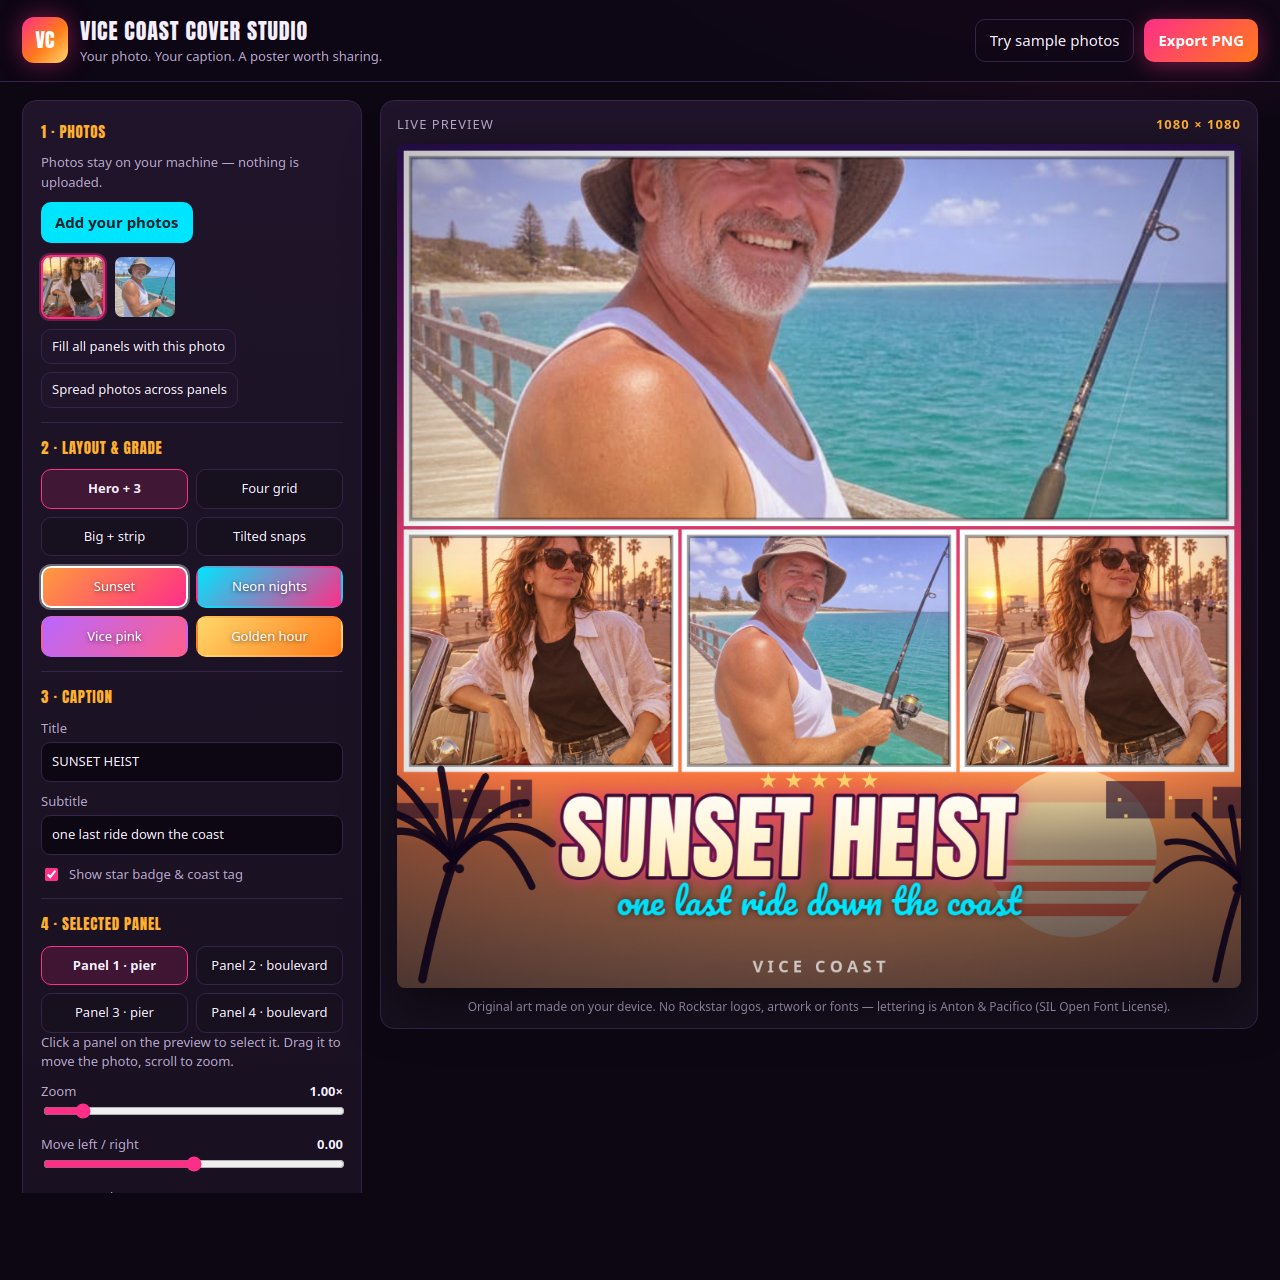 VC
VICE COAST COVER STUDIO
Your photo. Your caption. A poster worth sharing.
Try sample photos
Export PNG
1 · PHOTOS
Photos stay on your machine — nothing is
uploaded.
Add your photos
Fill all panels with this photo
Spread photos across panels
2 · LAYOUT & GRADE
Hero + 3
Four grid
Big + strip
Tilted snaps
Sunset
Neon nights
Vice pink
Golden hour
3 · CAPTION
Title
SUNSET HEIST
Subtitle
one last ride down the coast
Show star badge & coast tag
4 · SELECTED PANEL
Panel 1 · pier
Panel 2 · boulevard
Panel 3 · pier
Panel 4 · boulevard
Click a panel on the preview to select it. Drag it to
move the photo, scroll to zoom.
Zoom
1.00×
Move left / right
0.00
LIVE PREVIEW
1080 × 1080
★ ★ ★ ★ ★
SUNSET HEIST
one last ride down the coast
VICE COAST
Original art made on your device. No Rockstar logos, artwork or fonts — lettering is Anton & Pacifico (SIL Open Font License).